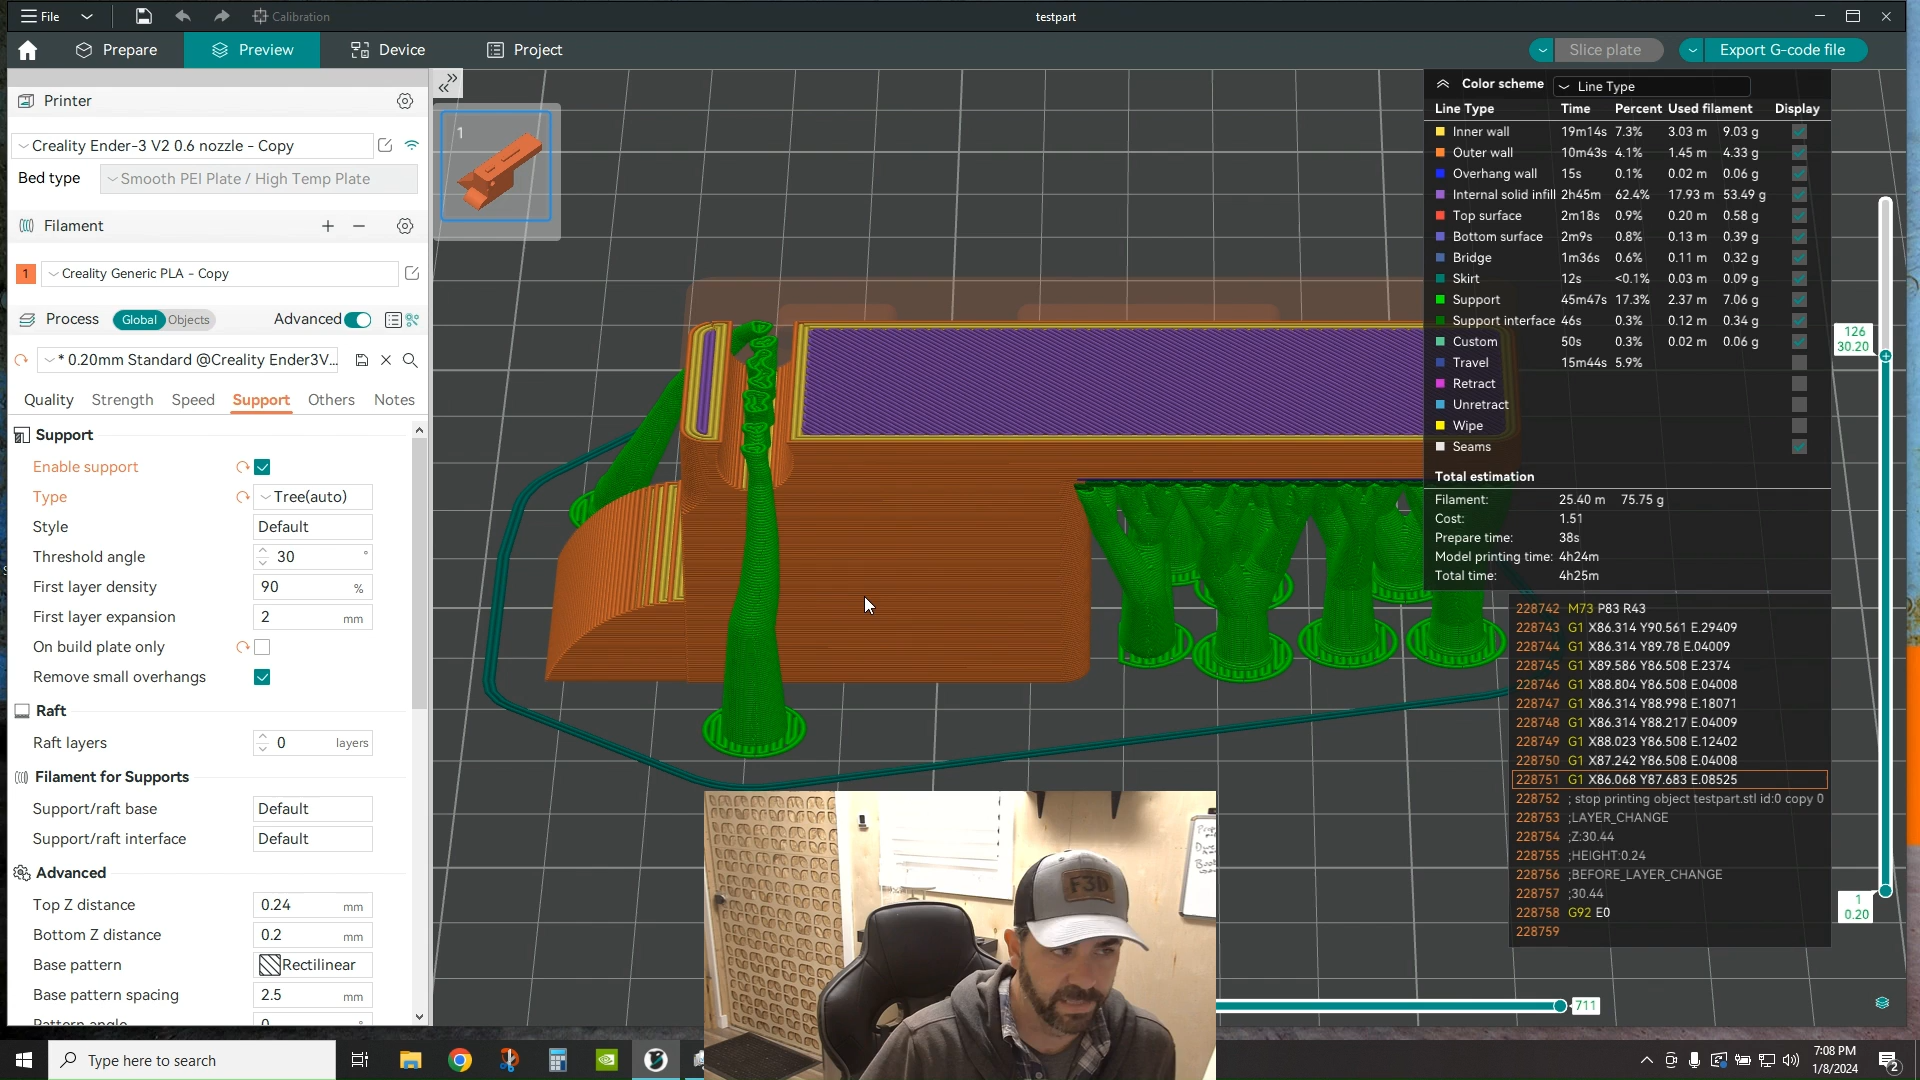 File
Calibration
testpart
Prepare
Preview
Device
Project
Slice plate
Export G-code file
Printer
Creality Ender-3 V2 0.6 nozzle - Copy
Bed type
Smooth PEI Plate / High Temp Plate
Filament
1
Creality Generic PLA - Copy
Process
Global
Objects
Advanced
* 0.20mm Standard @Creality Ender3V...
Quality
Strength
Speed
Support
Others
Notes
Support
Enable support
Type
Tree(auto)
Style
Default
Threshold angle
30
°
First layer density
90
%
First layer expansion
2
mm
On build plate only
Remove small overhangs
Raft
Raft layers
0
layers
Filament for Supports
Support/raft base
Default
Support/raft interface
Default
Advanced
Top Z distance
0.24
mm
Bottom Z distance
0.2
mm
Base pattern
Rectilinear
Base pattern spacing
2.5
mm
Pattern angle
0
1
Color scheme
Line Type
Line Type Time Percent Used filament Display
Inner wall 19m14s 7.3% 3.03 m 9.03 g
Outer wall 10m43s 4.1% 1.45 m 4.33 g
Overhang wall 15s 0.1% 0.02 m 0.06 g
Internal solid infill 2h45m 62.4% 17.93 m 53.49 g
Top surface 2m18s 0.9% 0.20 m 0.58 g
Bottom surface 2m9s 0.8% 0.13 m 0.39 g
Bridge 1m36s 0.6% 0.11 m 0.32 g
Skirt 12s <0.1% 0.03 m 0.09 g
Support 45m47s 17.3% 2.37 m 7.06 g
Support interface 46s 0.3% 0.12 m 0.34 g
Custom 50s 0.3% 0.02 m 0.06 g
Travel 15m44s 5.9%
Retract
Unretract
Wipe
Seams
Total estimation
Filament: 25.40 m 75.75 g
Cost: 1.51
Prepare time: 38s
Model printing time: 4h24m
Total time: 4h25m
126
30.20
228742 M73 P83 R43
228743 G1 X86.314 Y90.561 E.29409
228744 G1 X86.314 Y89.78 E.04009
228745 G1 X89.586 Y86.508 E.2374
228746 G1 X88.804 Y86.508 E.04008
228747 G1 X86.314 Y88.998 E.18071
228748 G1 X86.314 Y88.217 E.04009
228749 G1 X88.023 Y86.508 E.12402
228750 G1 X87.242 Y86.508 E.04008
228751 G1 X86.068 Y87.683 E.08525
228752 ; stop printing object testpart.stl id:0 copy 0
228753 ;LAYER_CHANGE
228754 ;Z:30.44
228755 ;HEIGHT:0.24
228756 ;BEFORE_LAYER_CHANGE
228757 ;30.44
228758 G92 E0
228759
1
0.20
711
F3D
Type here to search
7:08 PM
1/8/2024
2